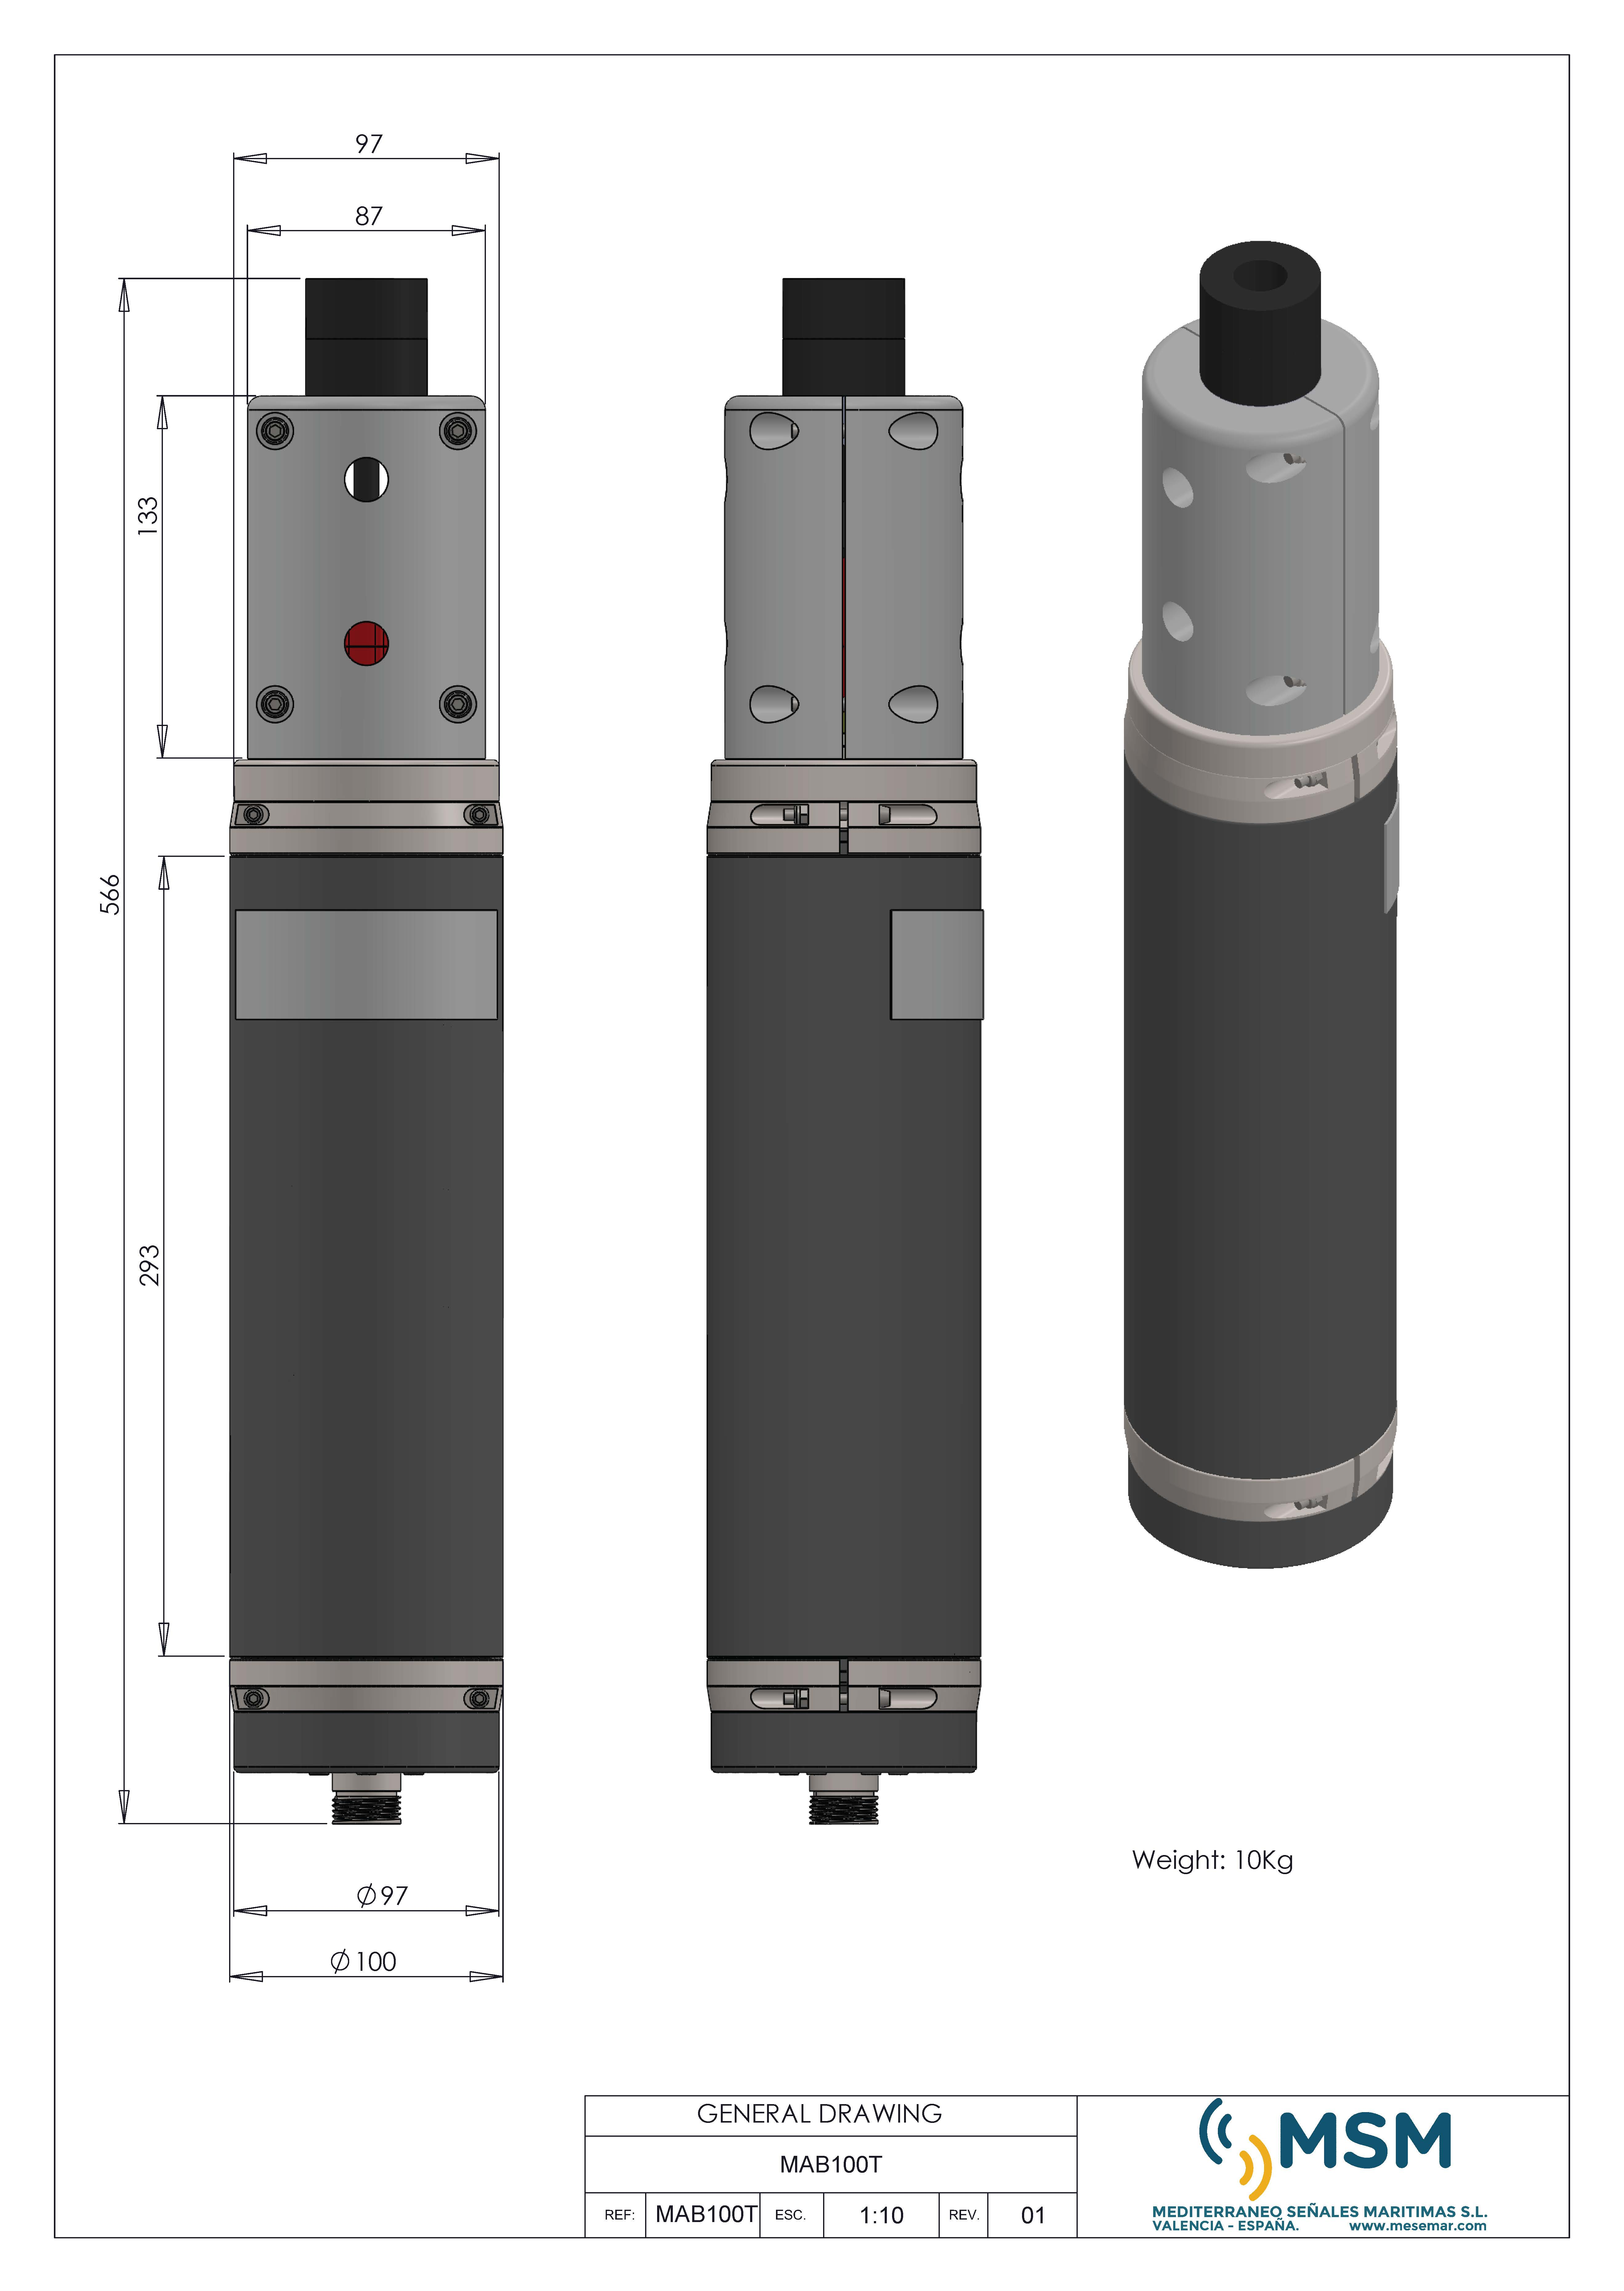 97
87
133
566
293
Ø97
Ø100
Weight: 10Kg
GENERAL DRAWING
MAB100T
REF: MAB100T ESC. 1:10 REV. 01
MSM
MEDITERRANEO SEÑALES MARITIMAS S.L.
VALENCIA - ESPAÑA. www.mesemar.com